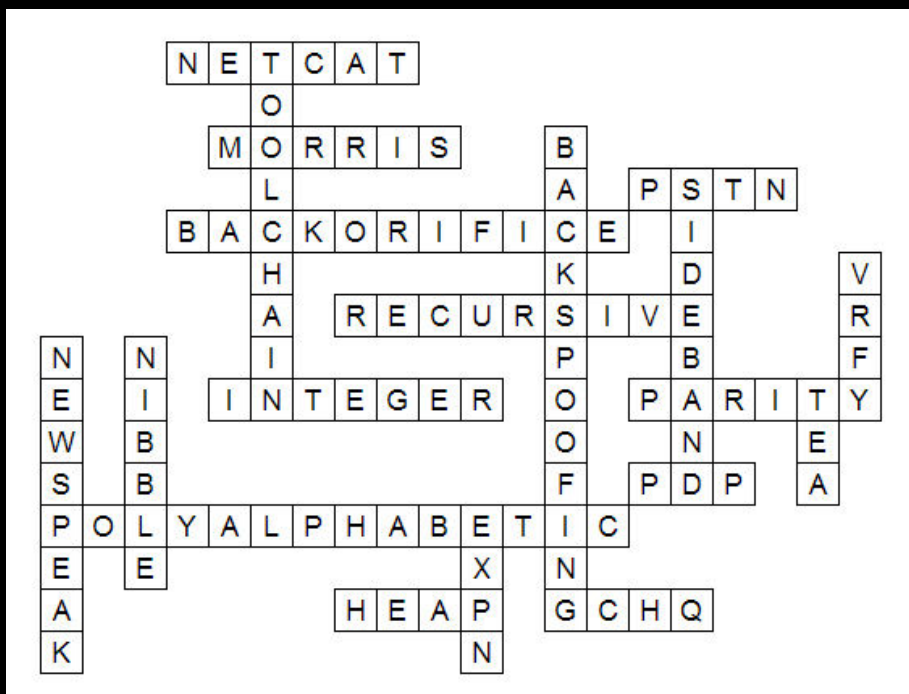 NETCAT
TOOLCHAIN
MORRIS
BACKSPOOFING
PSTN
SIDEBAND
BACKORIFICE
VRFY
RECURSIVE
NEWSPEAK
NIBBLE
INTEGER
PARITY
TEA
PDP
POLYALPHABETIC
EXPN
HEAP
GCHQ